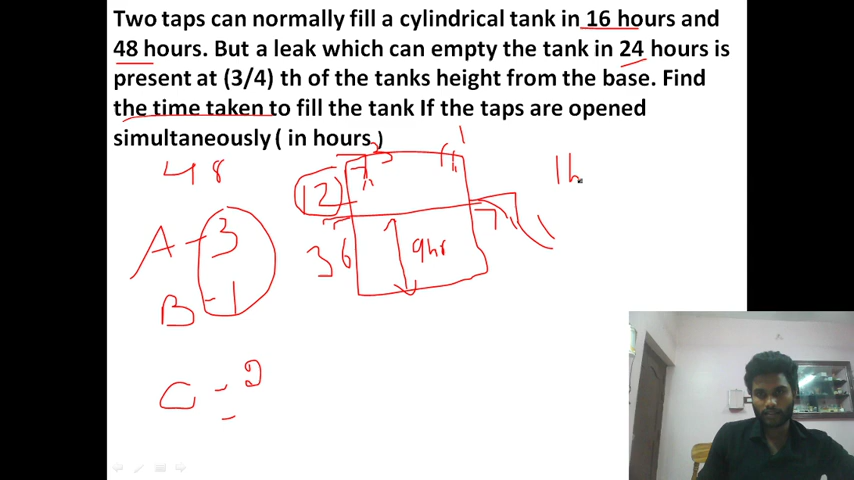 Two taps can normally fill a cylindrical tank in 16 hours and
48 hours. But a leak which can empty the tank in 24 hours is
present at (3/4) th of the tanks height from the base. Find
the time taken to fill the tank If the taps are opened
simultaneously ( in hours )
48
12
1h
A - 3
36
9hr
B - 1
C = 2